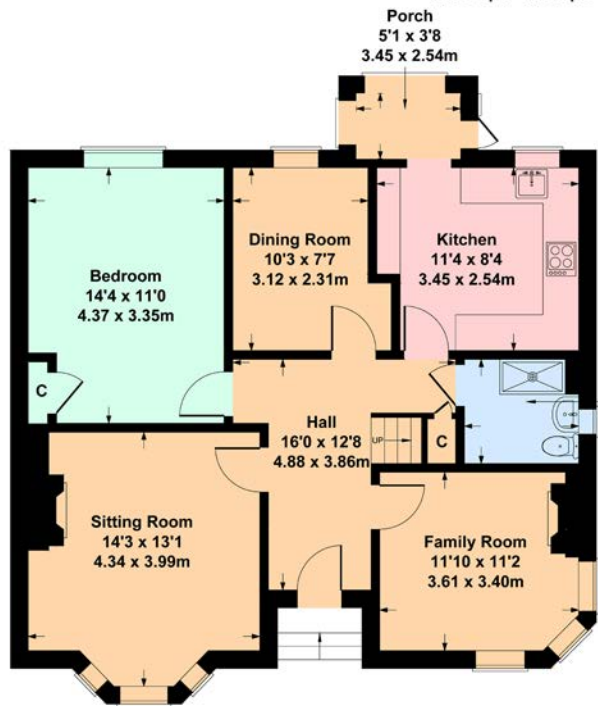 Porch
5'1 x 3'8
3.45 x 2.54m
Dining Room
10'3 x 7'7
3.12 x 2.31m
Kitchen
11'4 x 8'4
3.45 x 2.54m
Bedroom
14'4 x 11'0
4.37 x 3.35m
C
Hall
16'0 x 12'8
4.88 x 3.86m
UP
C
Sitting Room
14'3 x 13'1
4.34 x 3.99m
Family Room
11'10 x 11'2
3.61 x 3.40m